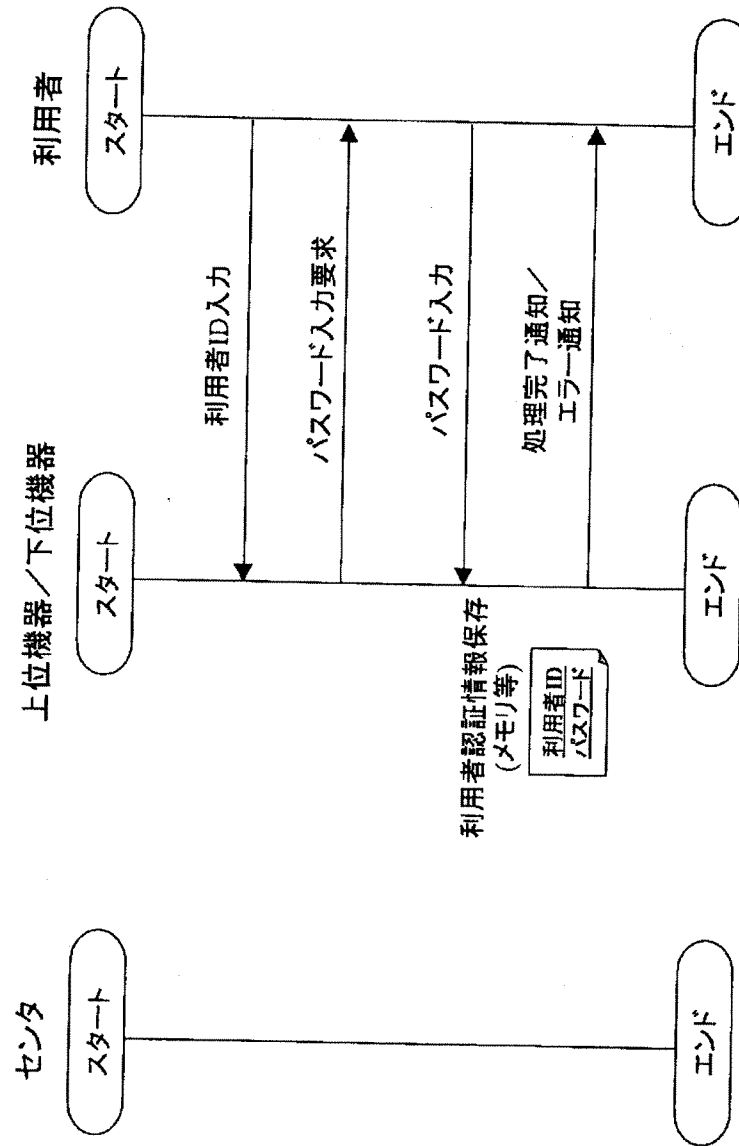 センタ
上位機器／下位機器
利用者
スタート
スタート
スタート
利用者ID入力
パスワード入力要求
パスワード入力
利用者認証情報保存
(メモリ等)
利用者ID
パスワード
処理完了通知／
エラー通知
エンド
エンド
エンド